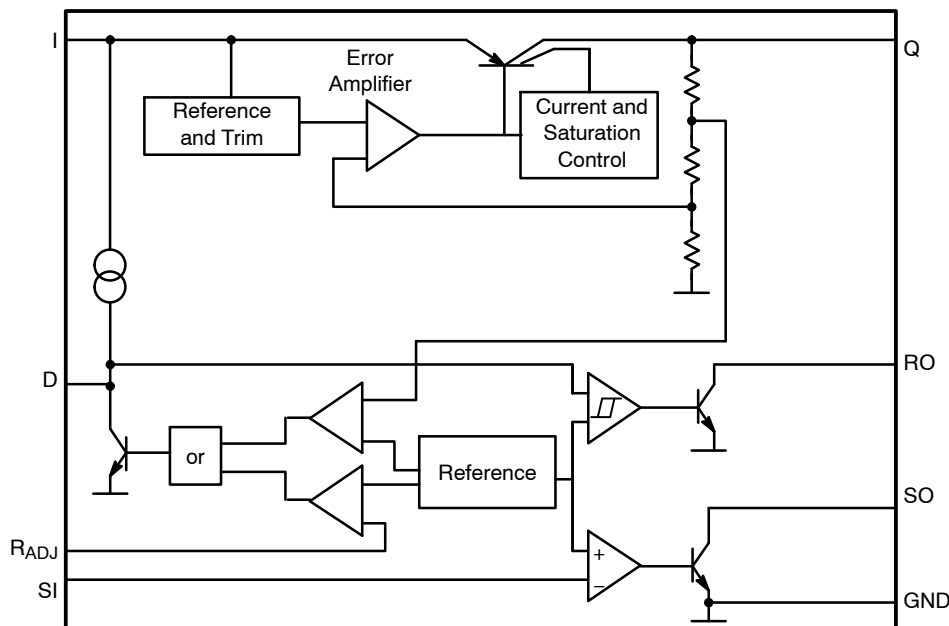 I
Q
Error
Amplifier
Reference
and Trim
Current and
Saturation
Control
D
RO
or
Reference
SO
RADJ
SI
+
−
GND